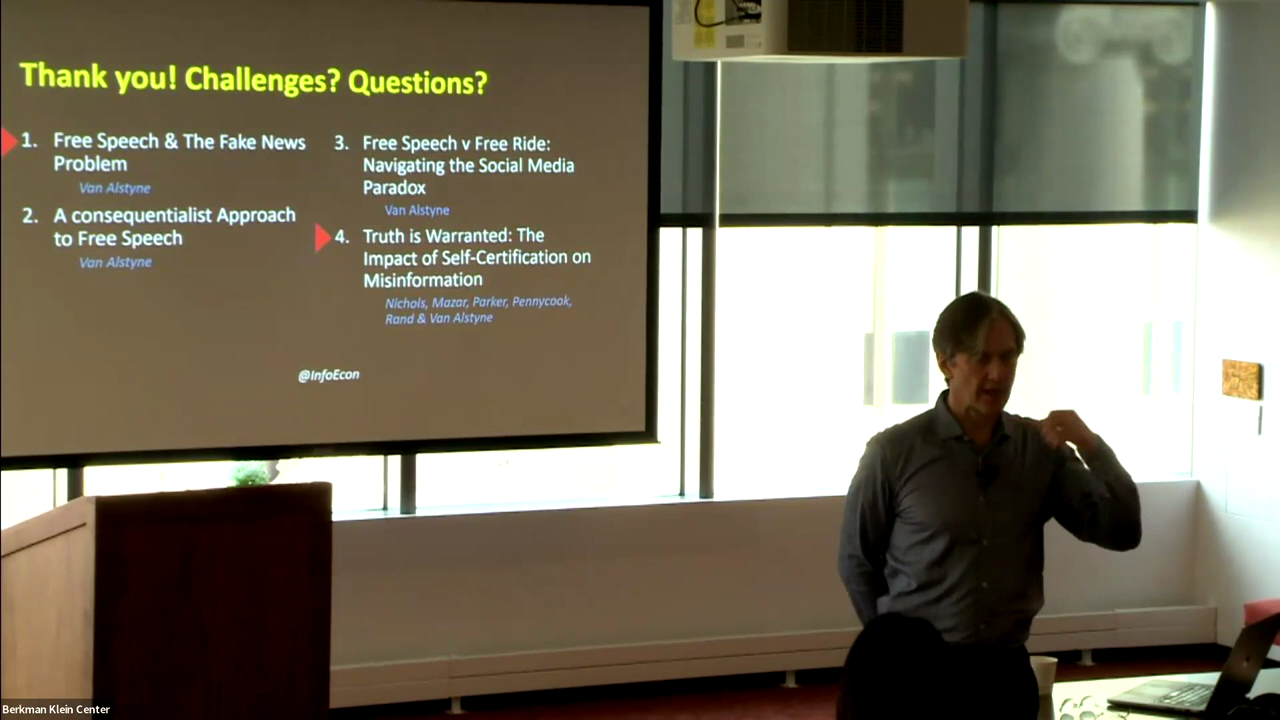 Thank you! Challenges? Questions?
1. Free Speech & The Fake News
Problem
Van Alstyne
2. A consequentialist Approach
to Free Speech
Van Alstyne
3. Free Speech v Free Ride:
Navigating the Social Media
Paradox
Van Alstyne
4. Truth is Warranted: The
Impact of Self-Certification on
Misinformation
Nichols, Mazar, Parker, Pennycook,
Rand & Van Alstyne
@InfoEcon
Berkman Klein Center